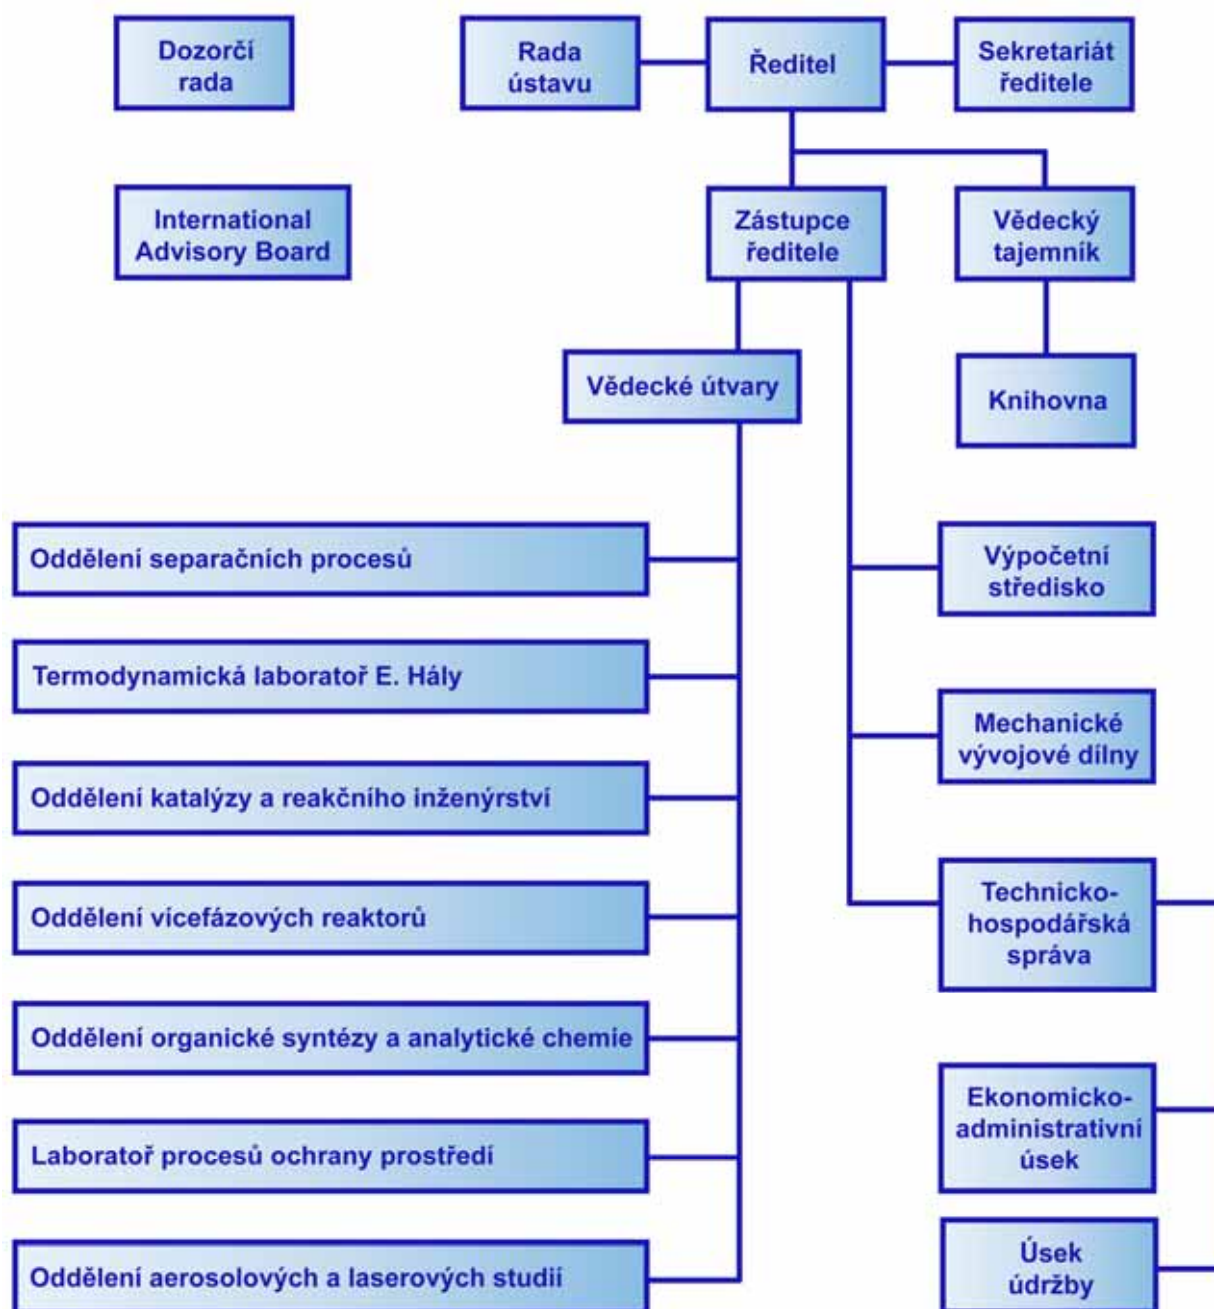 Dozorčí
rada
Rada
ústavu
Ředitel
Sekretariát
ředitele
International
Advisory Board
Zástupce
ředitele
Vědecký
tajemník
Vědecké útvary
Knihovna
Oddělení separačních procesů
Termodynamická laboratoř E. Hály
Oddělení katalýzy a reakčního inženýrství
Oddělení vícefázových reaktorů
Oddělení organické syntézy a analytické chemie
Laboratoř procesů ochrany prostředí
Oddělení aerosolových a laserových studií
Výpočetní
středisko
Mechanické
vývojové dílny
Technicko-
hospodářská
správa
Ekonomicko-
administrativní
úsek
Úsek
údržby